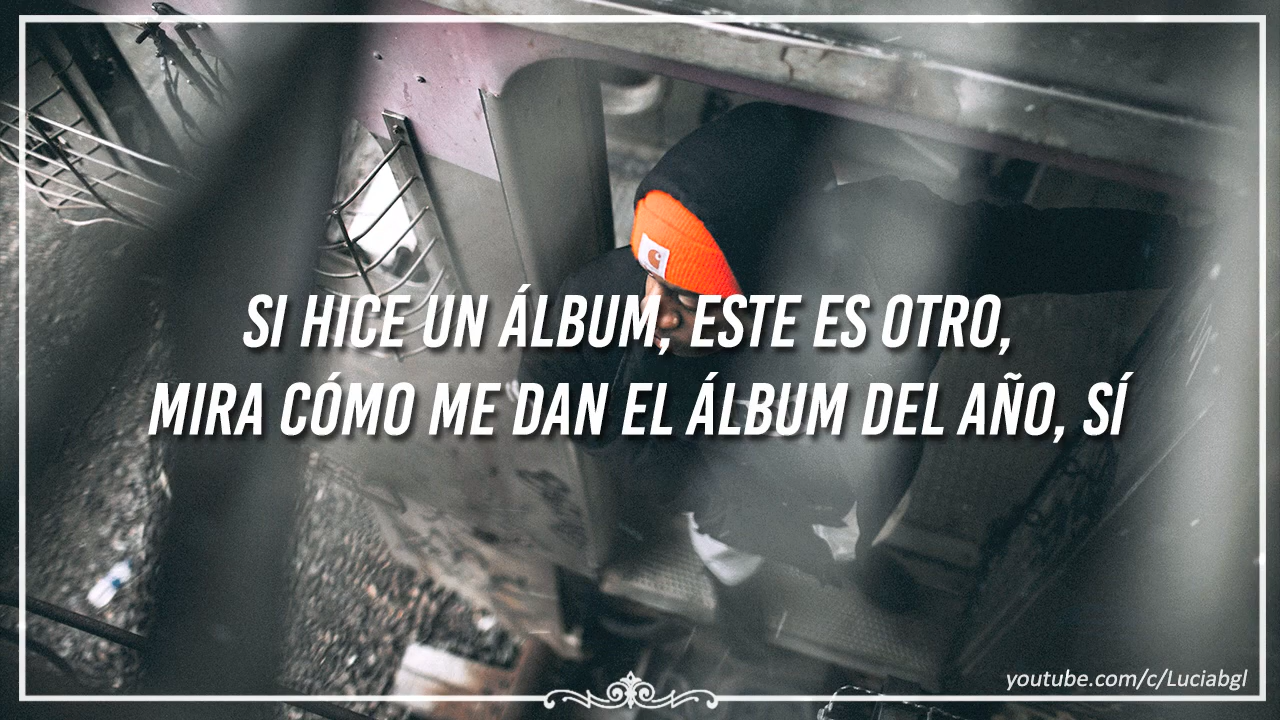 SI HICE UN ÁLBUM, ESTE ES OTRO,
MIRA CÓMO ME DAN EL ÁLBUM DEL AÑO, SÍ
youtube.com/c/Luciabgl